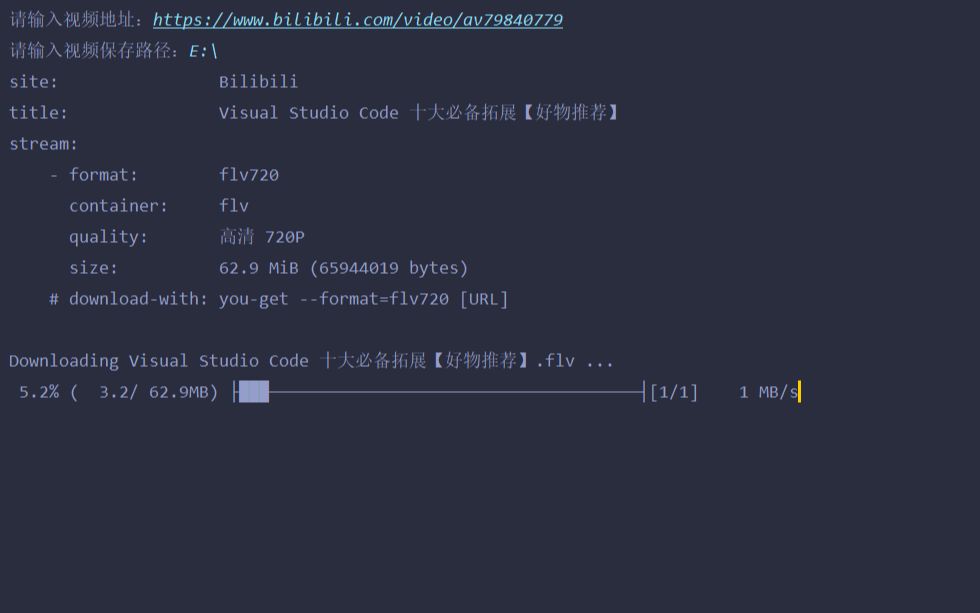 请输入视频地址：https://www.bilibili.com/video/av79840779
请输入视频保存路径：E:\
site: Bilibili
title: Visual Studio Code 十大必备拓展【好物推荐】
stream:
- format: flv720
container: flv
quality: 高清 720P
size: 62.9 MiB (65944019 bytes)
# download-with: you-get --format=flv720 [URL]
Downloading Visual Studio Code 十大必备拓展【好物推荐】.flv ...
5.2% ( 3.2/ 62.9MB) ├███─────────────────────────────────────┤[1/1] 1 MB/s